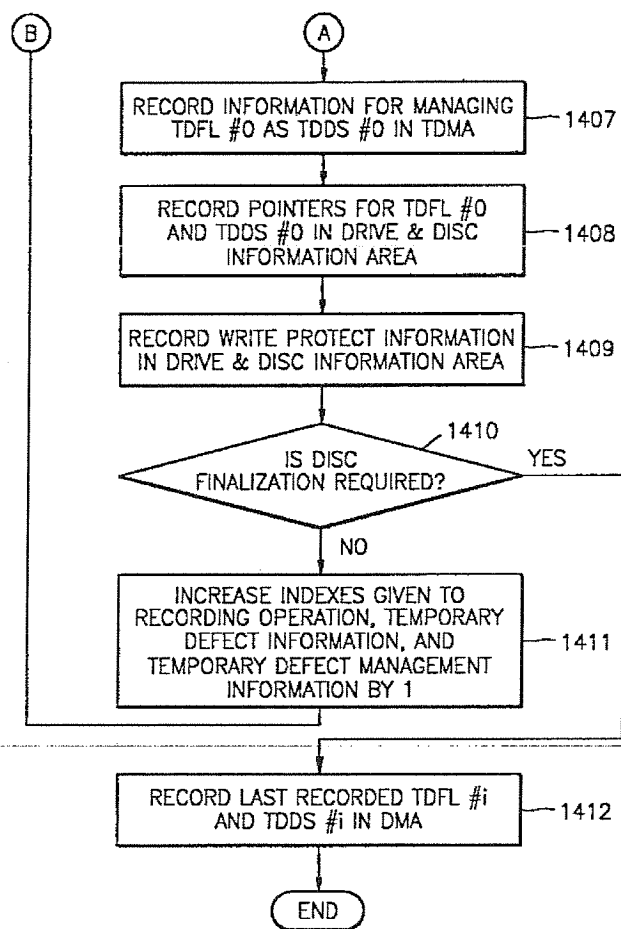 B
A
RECORD INFORMATION FOR MANAGING
TDFL #0 AS TDDS #0 IN TDMA
1407
RECORD POINTERS FOR TDFL #0
AND TDDS #0 IN DRIVE & DISC
INFORMATION AREA
1408
RECORD WRITE PROTECT INFORMATION
IN DRIVE & DISC INFORMATION AREA
1409
1410
IS DISC
FINALIZATION REQUIRED?
YES
NO
INCREASE INDEXES GIVEN TO
RECORDING OPERATION, TEMPORARY
DEFECT INFORMATION, AND
TEMPORARY DEFECT MANAGEMENT
INFORMATION BY 1
1411
RECORD LAST RECORDED TDFL #i
AND TDDS #i IN DMA
1412
END